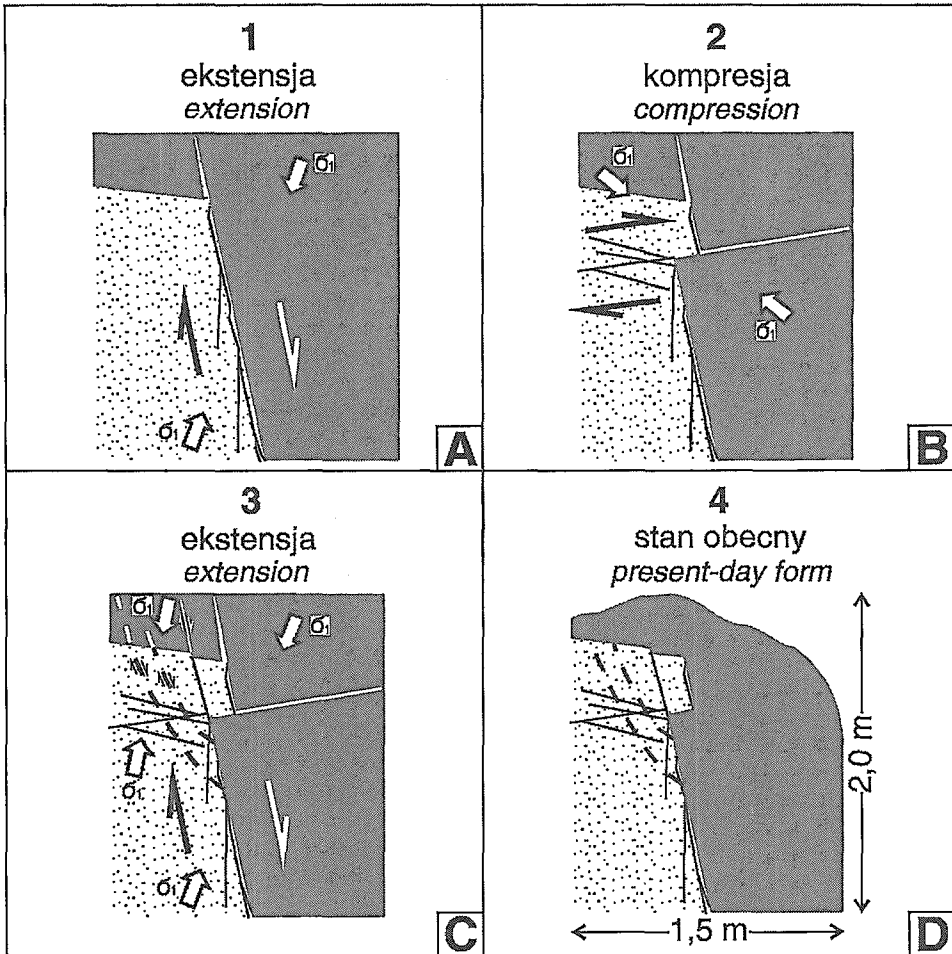 1
ekstensja
extension
σ₁
σ₁
A
2
kompresja
compression
σ₁
σ₁
B
3
ekstensja
extension
σ₁
σ₁
σ₁
σ₁
C
4
stan obecny
present-day form
2,0 m
1,5 m
D